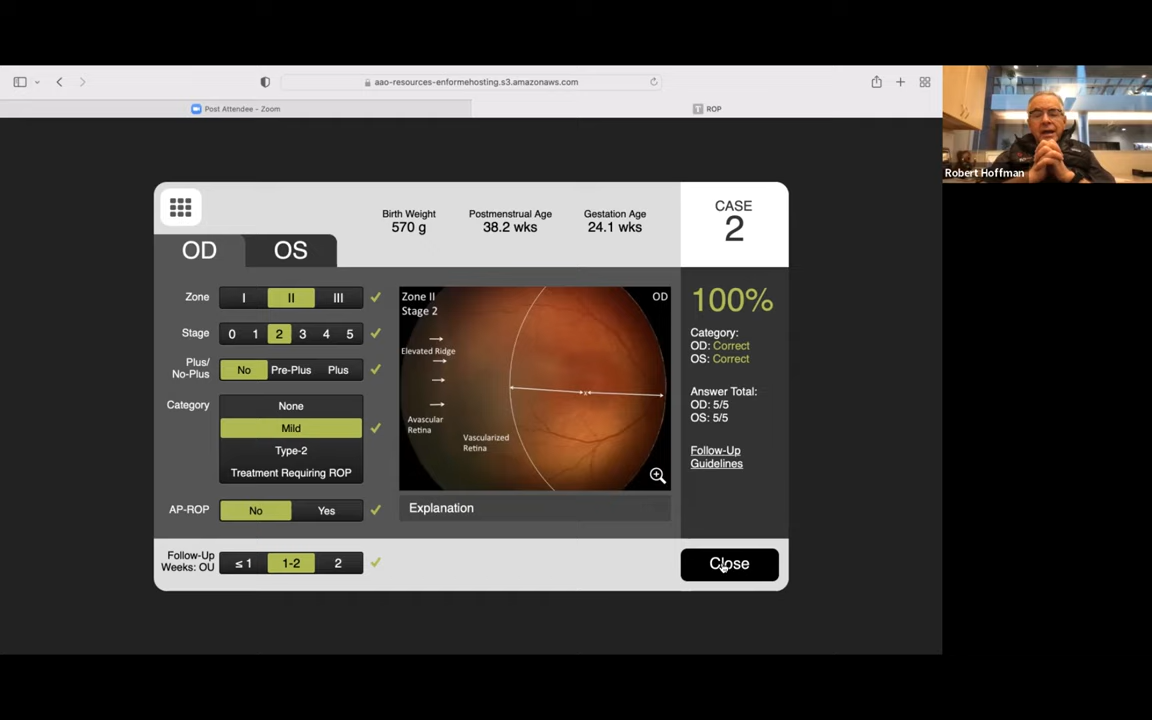 aao-resources-enformehosting.s3.amazonaws.com
Post Attendee - Zoom
T ROP
Robert Hoffman
Birth Weight
570 g
Postmenstrual Age
38.2 wks
Gestation Age
24.1 wks
CASE
2
OD OS
Zone I II III
Stage 0 1 2 3 4 5
Plus/
No-Plus
No Pre-Plus Plus
Category
None
Mild
Type-2
Treatment Requiring ROP
AP-ROP No Yes
Follow-Up
Weeks: OU
≤ 1 1-2 2
Zone II
Stage 2
OD
Elevated Ridge
Avascular
Retina
Vascularized
Retina
x
Explanation
100%
Category:
OD: Correct
OS: Correct
Answer Total:
OD: 5/5
OS: 5/5
Follow-Up
Guidelines
Close